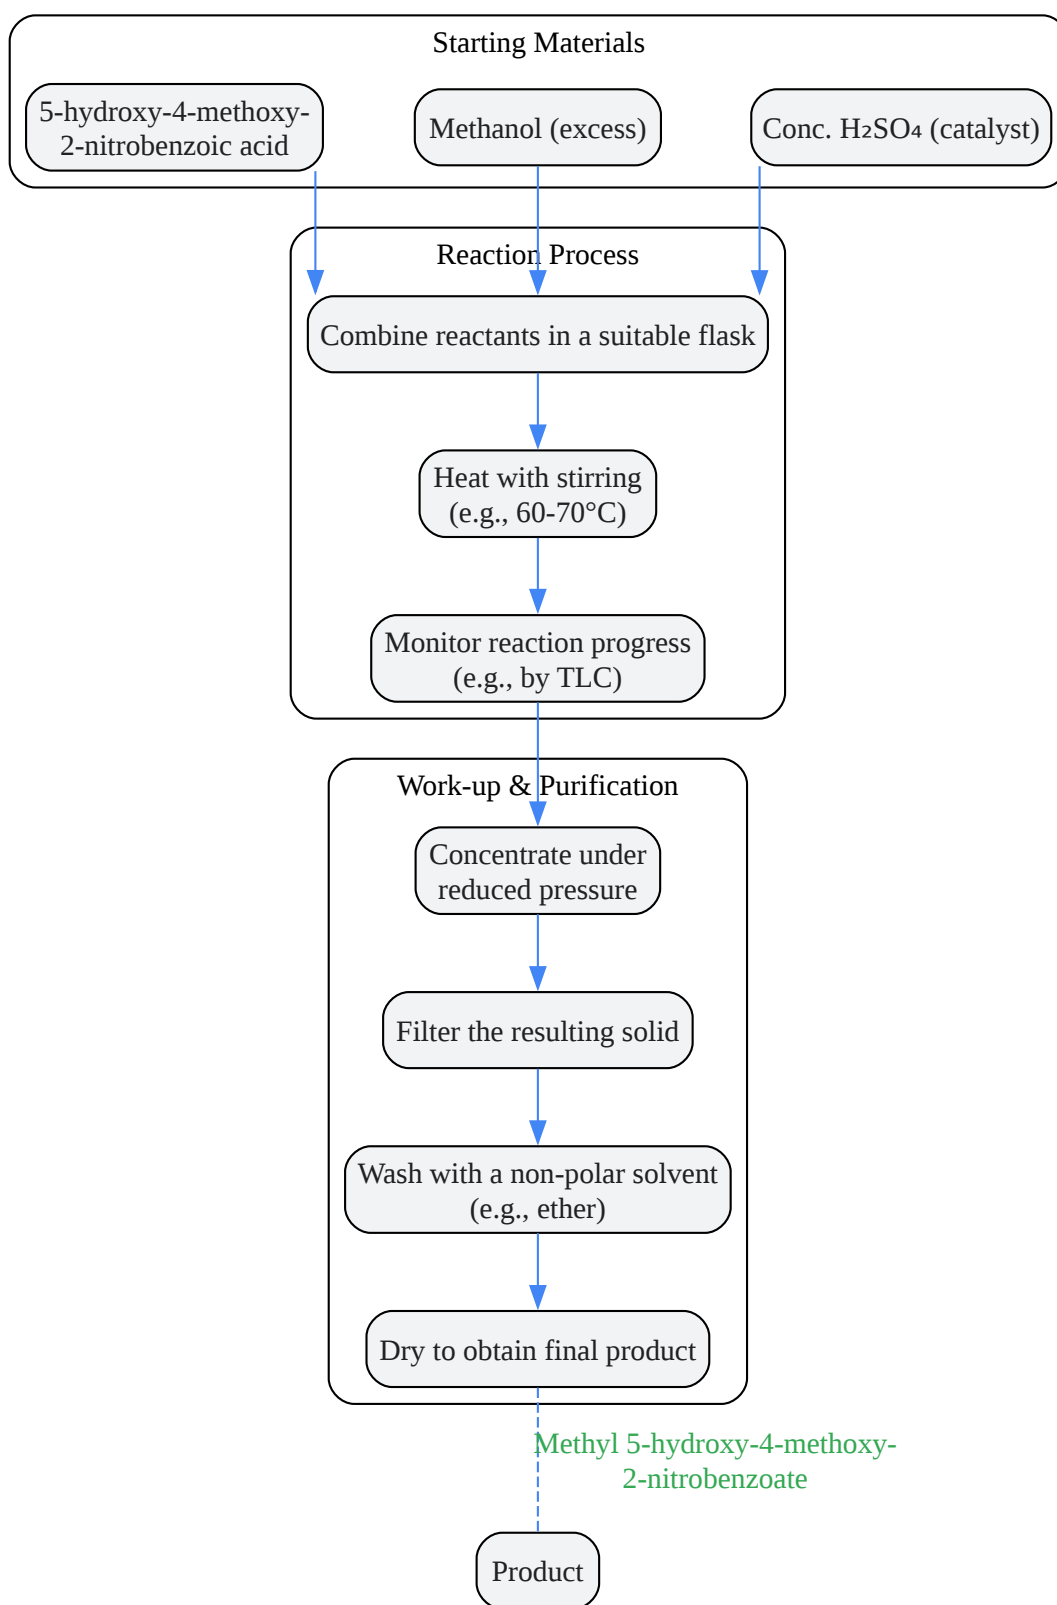 Starting Materials
5-hydroxy-4-methoxy-
2-nitrobenzoic acid
Methanol (excess)
Conc. H₂SO₄ (catalyst)
Reaction Process
Combine reactants in a suitable flask
Heat with stirring
(e.g., 60-70°C)
Monitor reaction progress
(e.g., by TLC)
Work-up & Purification
Concentrate under
reduced pressure
Filter the resulting solid
Wash with a non-polar solvent
(e.g., ether)
Dry to obtain final product
Methyl 5-hydroxy-4-methoxy-
2-nitrobenzoate
Product